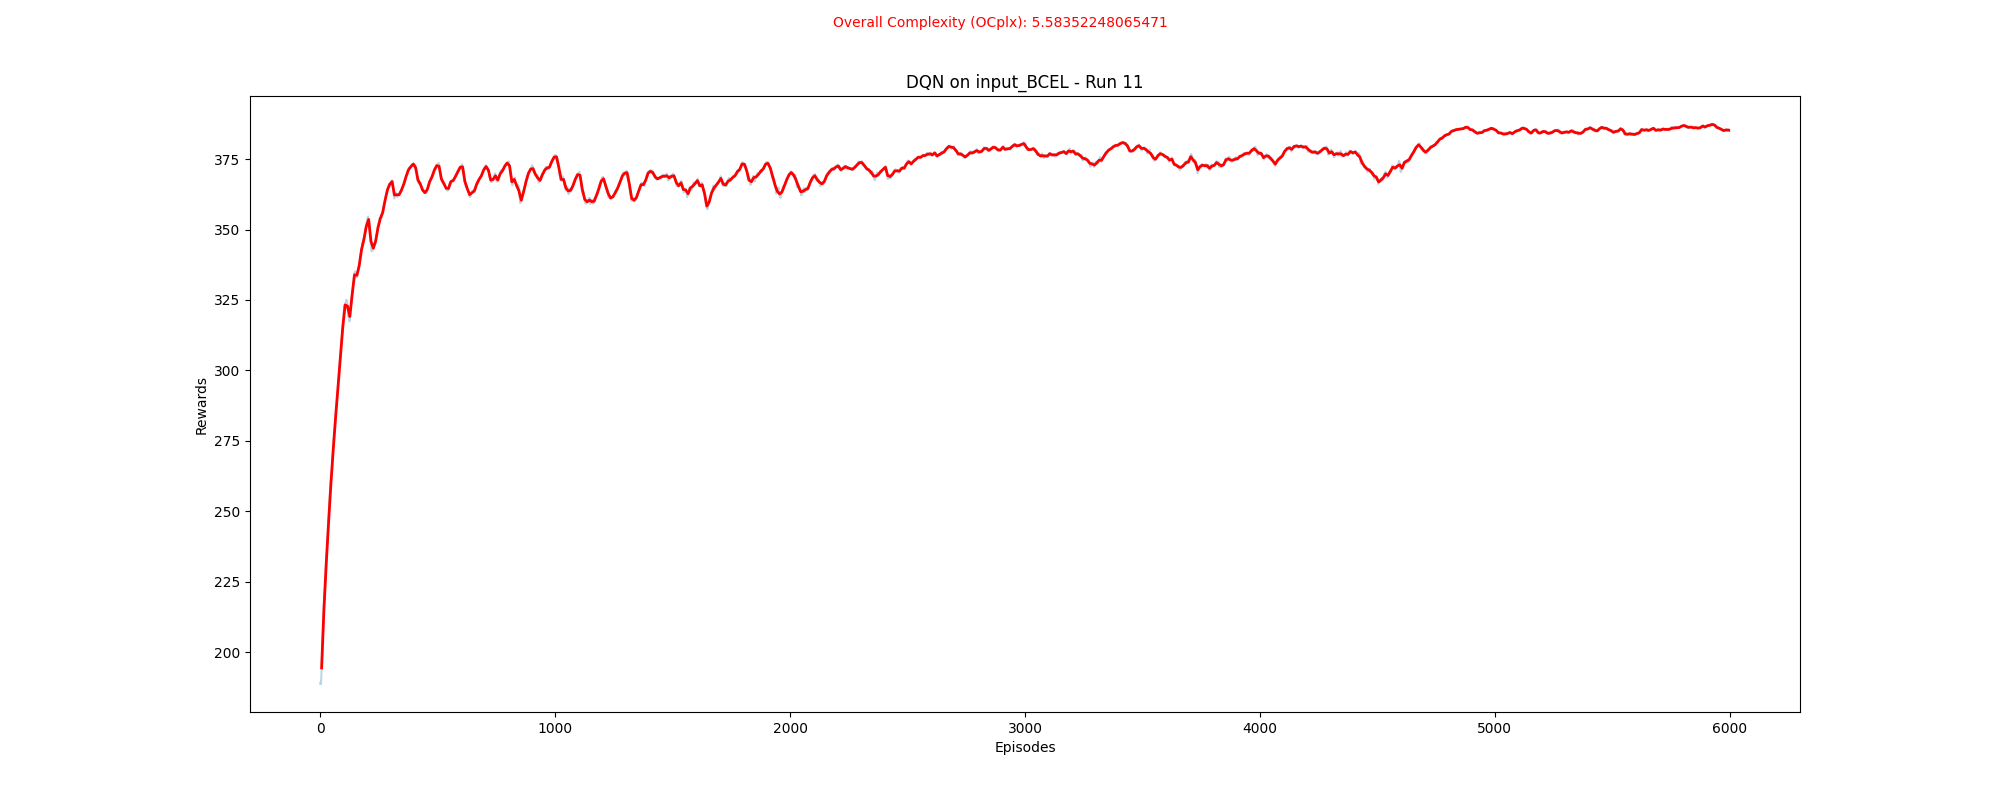 Overall Complexity (OCplx): 5.58352248065471
DQN on input_BCEL - Run 11
375
350
325
300
275
250
225
200
Rewards
0 1000 2000 3000 4000 5000 6000
Episodes